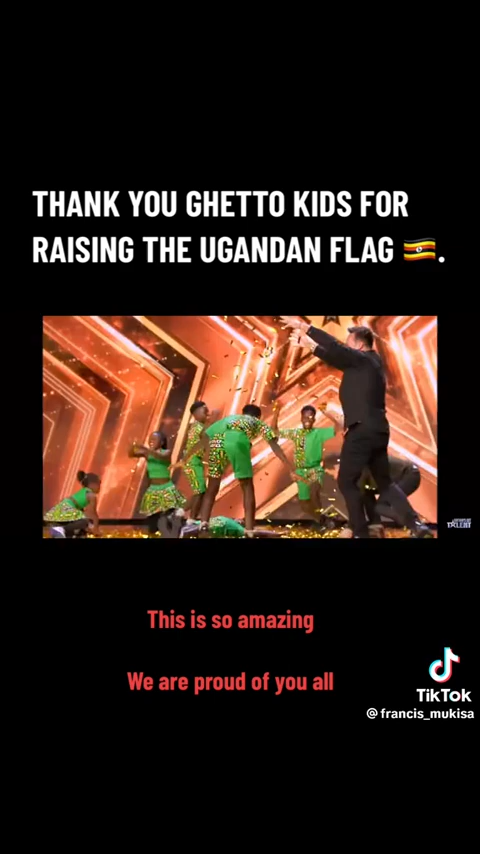 THANK YOU GHETTO KIDS FOR
RAISING THE UGANDAN FLAG 🇺🇬.
TALENT
This is so amazing
We are proud of you all
TikTok
@francis_mukisa